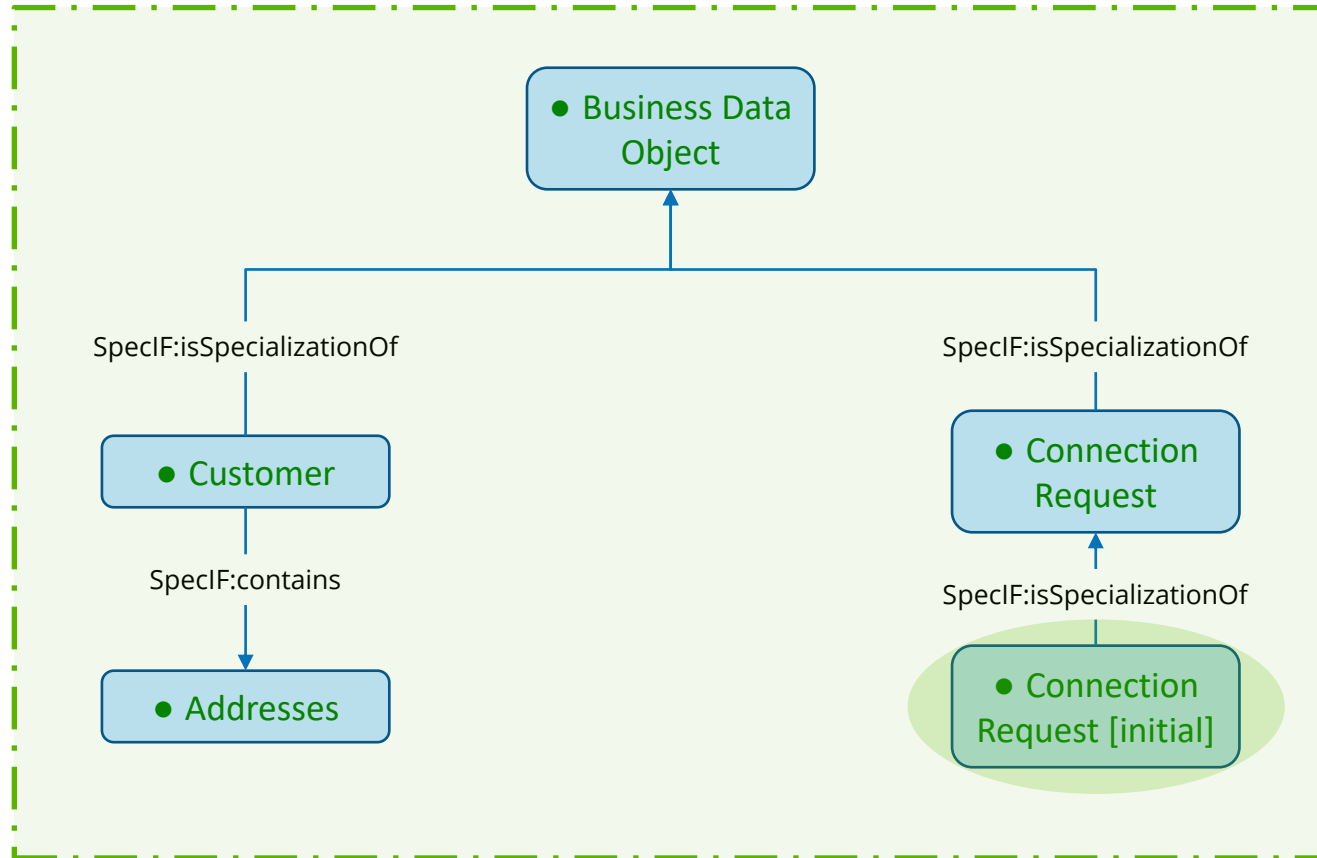 ● Business Data
Object
SpecIF:isSpecializationOf
SpecIF:isSpecializationOf
● Customer
● Connection
Request
SpecIF:contains
SpecIF:isSpecializationOf
● Addresses
● Connection
Request [initial]